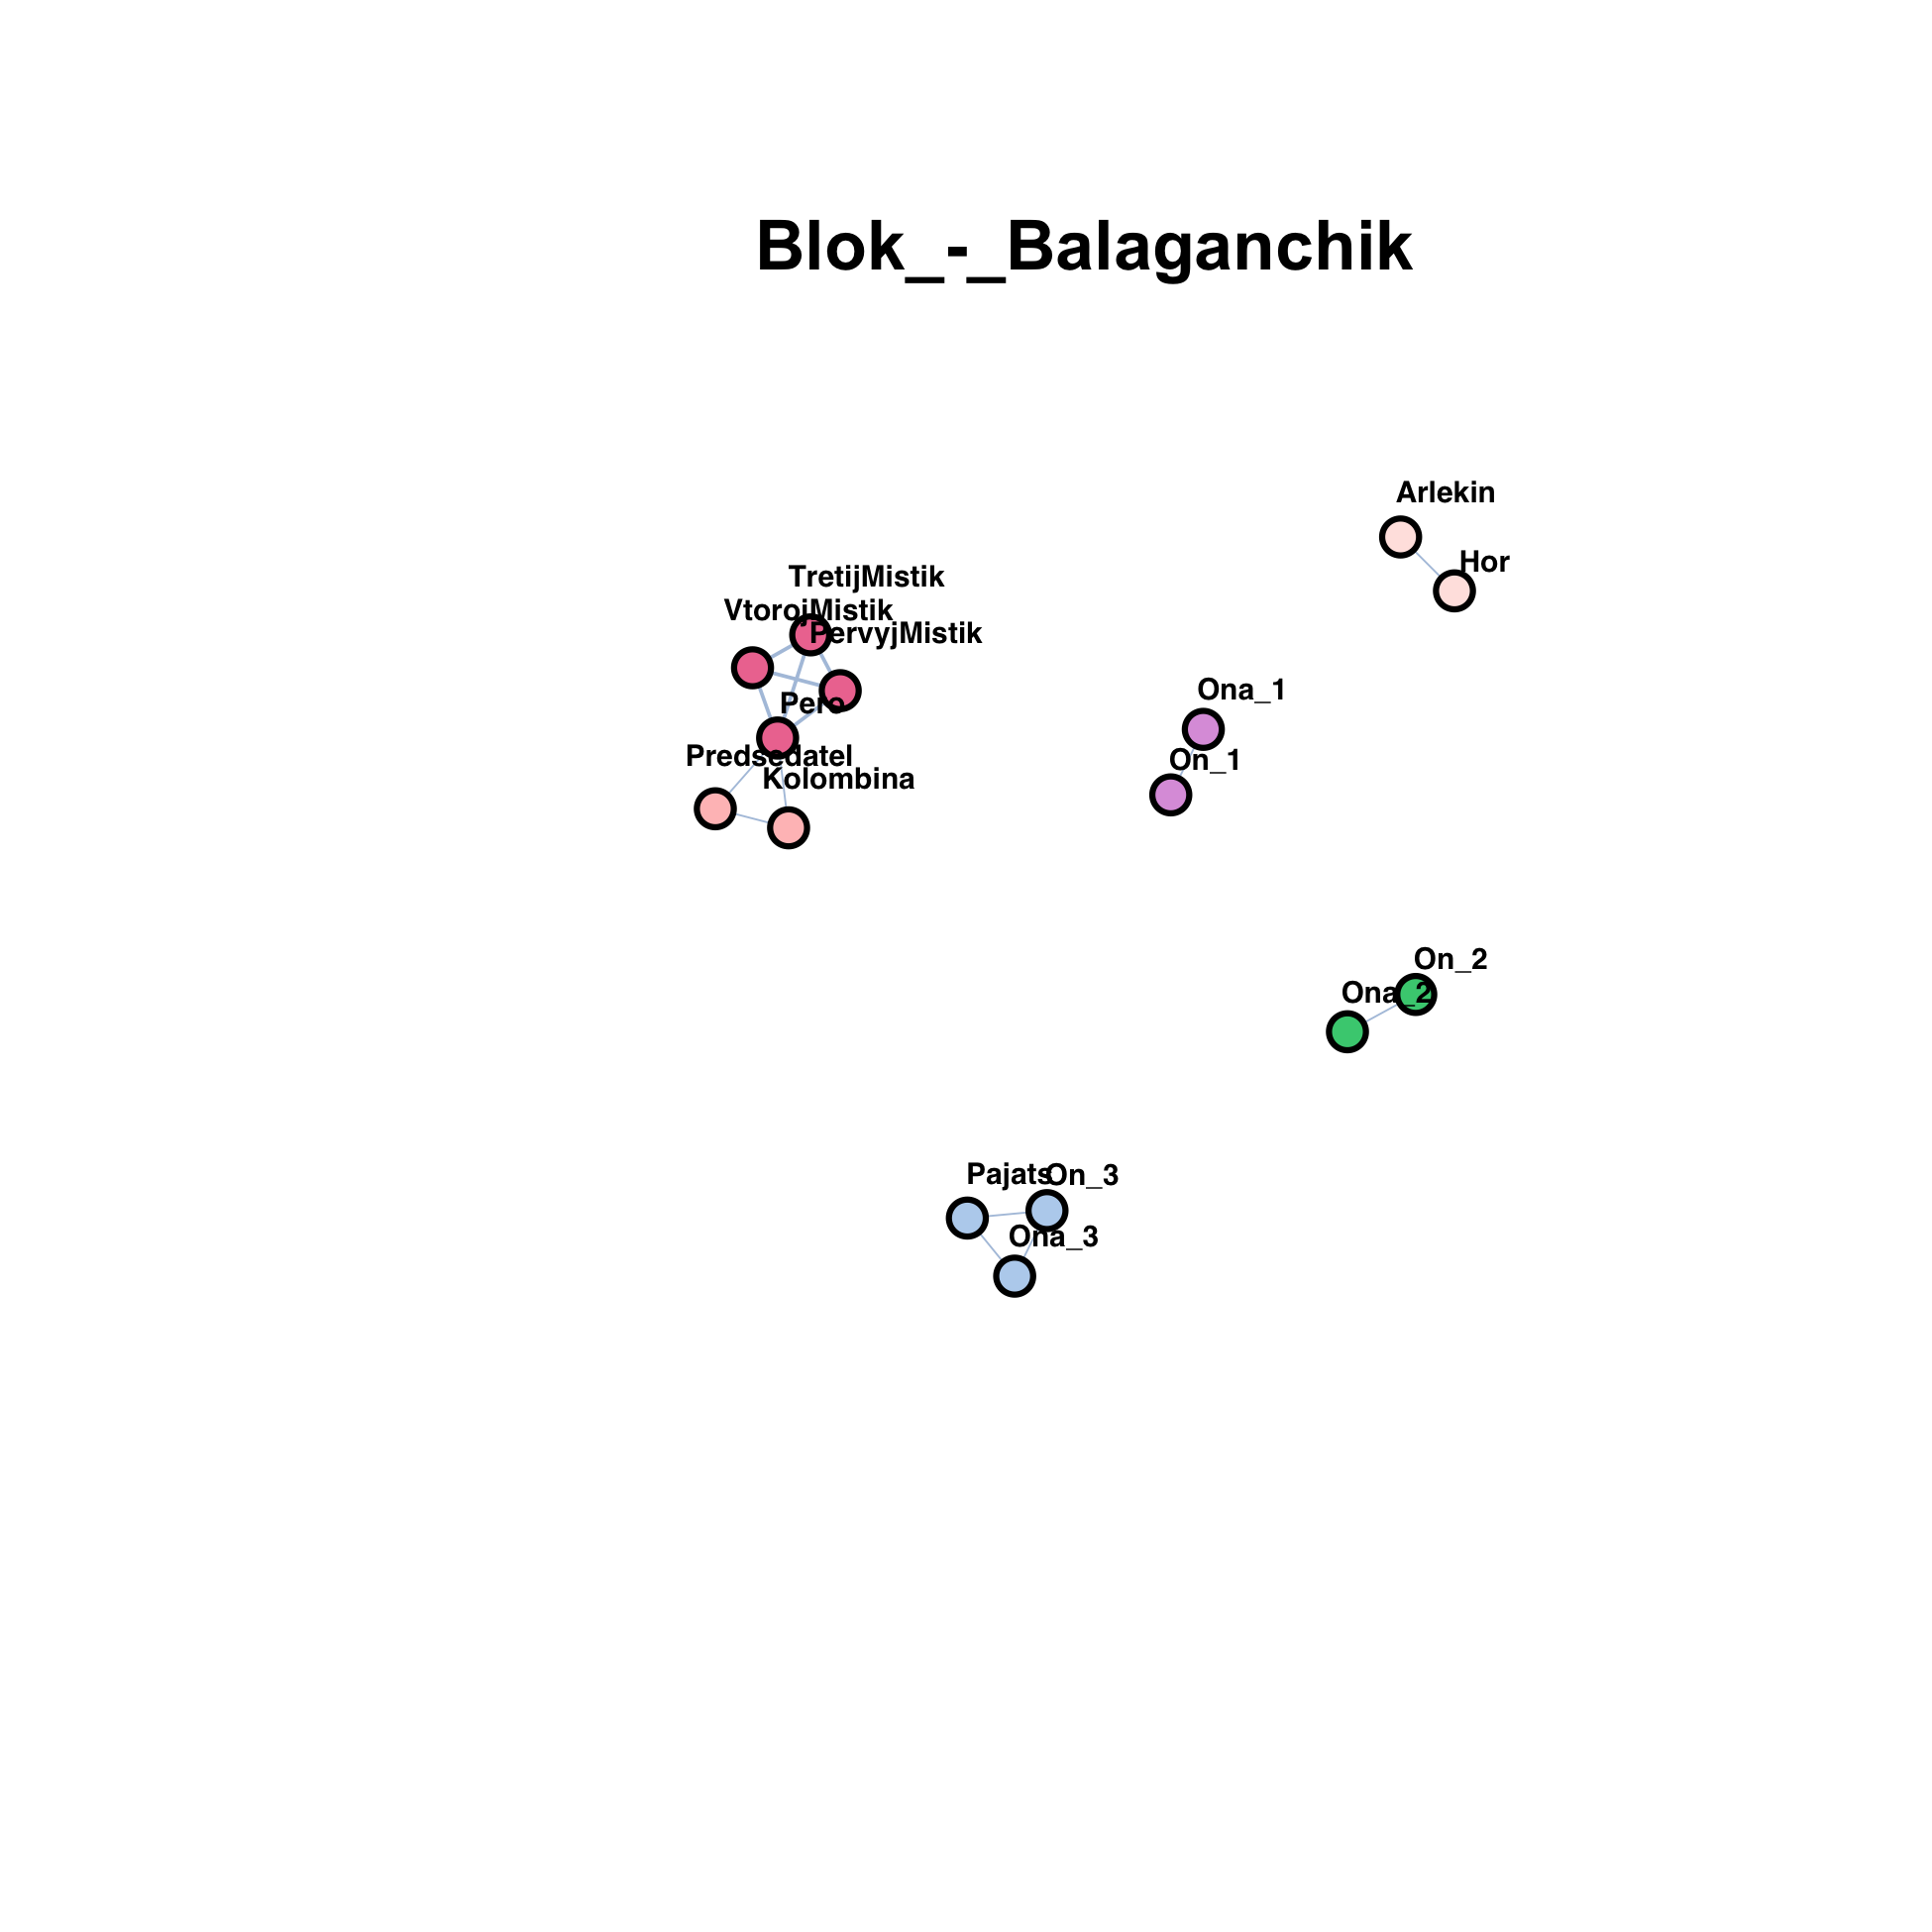 Blok_-_Balaganchik
Arlekin
Hor
TretijMistik
VtorojMistik
PervyjMistik
Ona_1
Pero
Predsedatel
On_1
Kolombina
On_2
Ona_2
Pajats
On_3
Ona_3